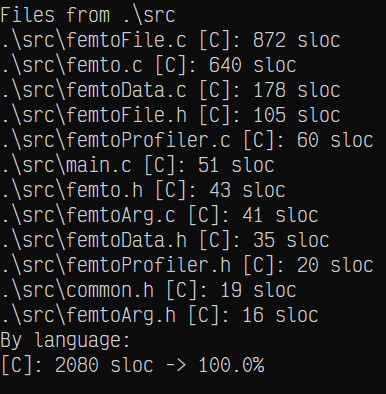 Files from .\src
.\src\femtoFile.c [C]: 872 sloc
.\src\femto.c [C]: 640 sloc
.\src\femtoData.c [C]: 178 sloc
.\src\femtoFile.h [C]: 105 sloc
.\src\femtoProfiler.c [C]: 60 sloc
.\src\main.c [C]: 51 sloc
.\src\femto.h [C]: 43 sloc
.\src\femtoArg.c [C]: 41 sloc
.\src\femtoData.h [C]: 35 sloc
.\src\femtoProfiler.h [C]: 20 sloc
.\src\common.h [C]: 19 sloc
.\src\femtoArg.h [C]: 16 sloc
By language:
[C]: 2080 sloc -> 100.0%